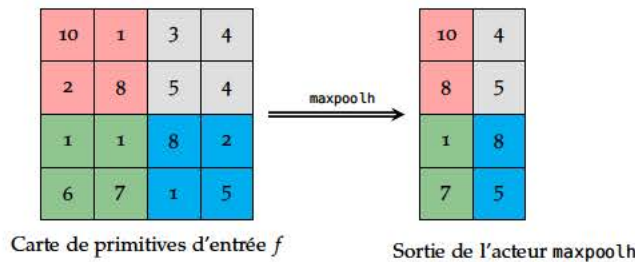 10 1 3 4 10 4
2 8 5 4 8 5
maxpoolh
1 1 8 2 1 8
6 7 1 5 7 5
Carte de primitives d'entrée f
Sortie de l'acteur maxpoolh